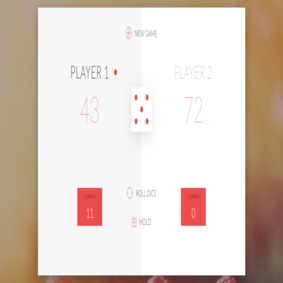 NEW GAME
PLAYER 1
PLAYER 2
43
72
CURRENT
11
ROLL DICE
CURRENT
0
HOLD